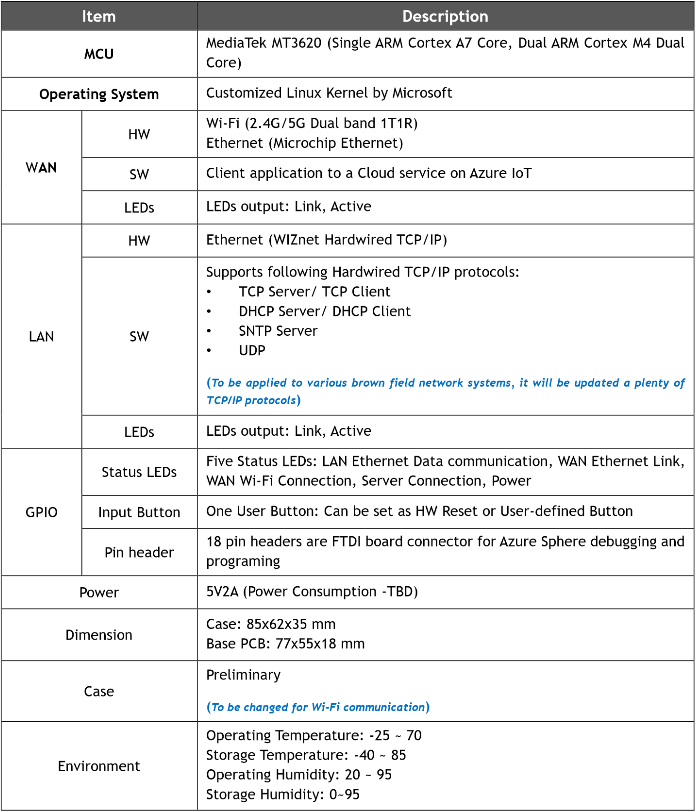 Item Description
MCU
MediaTek MT3620 (Single ARM Cortex A7 Core, Dual ARM Cortex M4 Dual
Core)
Operating System
Customized Linux Kernel by Microsoft
WAN
HW
Wi-Fi (2.4G/5G Dual band 1T1R)
Ethernet (Microchip Ethernet)
SW
Client application to a Cloud service on Azure IoT
LEDs
LEDs output: Link, Active
LAN
HW
Ethernet (WIZnet Hardwired TCP/IP)
SW
Supports following Hardwired TCP/IP protocols:
• TCP Server/ TCP Client
• DHCP Server/ DHCP Client
• SNTP Server
• UDP
(To be applied to various brown field network systems, it will be updated a plenty of
TCP/IP protocols)
LEDs
LEDs output: Link, Active
GPIO
Status LEDs
Five Status LEDs: LAN Ethernet Data communication, WAN Ethernet Link,
WAN Wi-Fi Connection, Server Connection, Power
Input Button
One User Button: Can be set as HW Reset or User-defined Button
Pin header
18 pin headers are FTDI board connector for Azure Sphere debugging and
programing
Power
5V2A (Power Consumption -TBD)
Dimension
Case: 85x62x35 mm
Base PCB: 77x55x18 mm
Case
Preliminary
(To be changed for Wi-Fi communication)
Environment
Operating Temperature: -25 ~ 70
Storage Temperature: -40 ~ 85
Operating Humidity: 20 ~ 95
Storage Humidity: 0~95